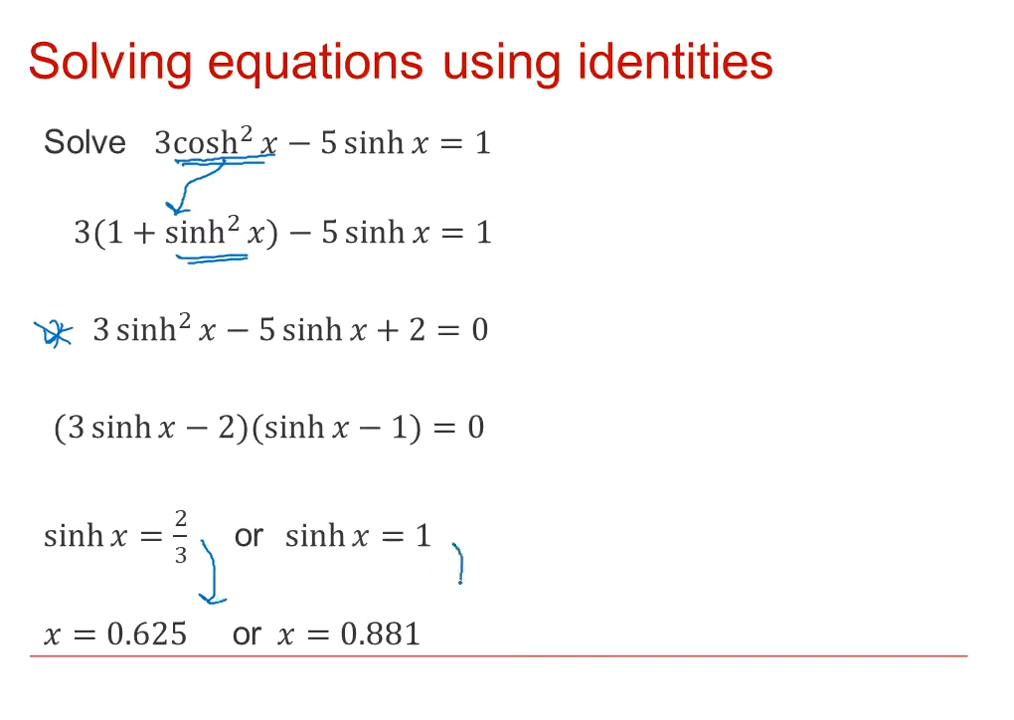 Solving equations using identities
Solve 3cosh² x − 5 sinh x = 1
3(1 + sinh² x) − 5 sinh x = 1
3 sinh² x − 5 sinh x + 2 = 0
(3 sinh x − 2)(sinh x − 1) = 0
sinh x = 2/3 or sinh x = 1
x = 0.625 or x = 0.881